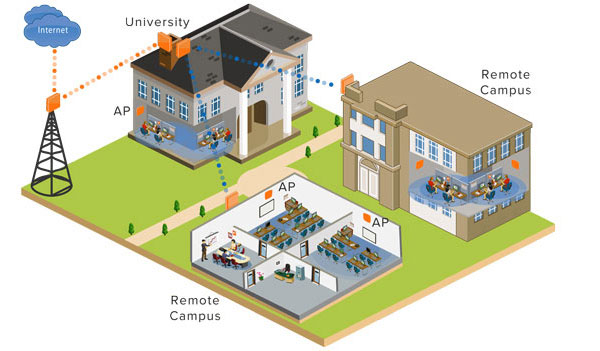 University
Internet
Remote
Campus
AP
AP
AP
Remote
Campus